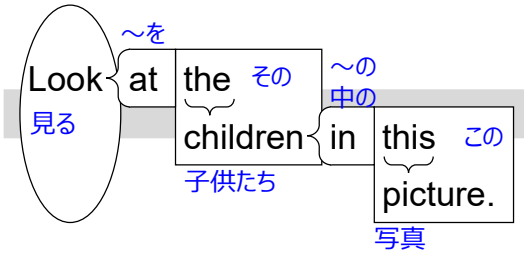 ～を
Look at the その ～の
見る 中の
children in this この
子供たち picture.
写真